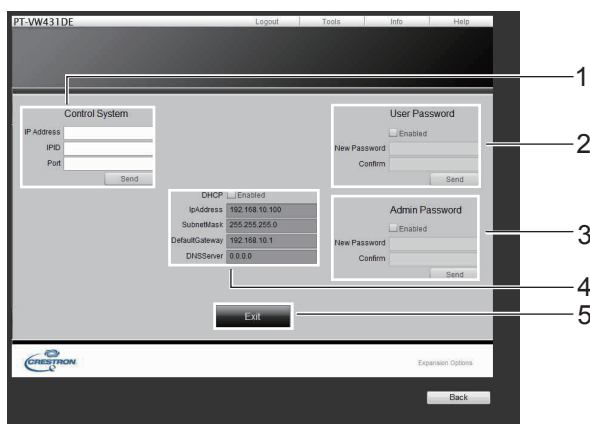 PT-VW431DE Logout Tools Info Help
1
Control System
IP Address
IPID
Port
Send
User Password
Enabled
New Password
Confirm
Send
2
Admin Password
Enabled
New Password
Confirm
Send
3
DHCP Enabled
IpAddress 192.168.10.100
SubnetMask 255.255.255.0
DefaultGateway 192.168.10.1
DNSServer 0.0.0.0
4
Exit
5
CRESTRON
Expansion Options
Back